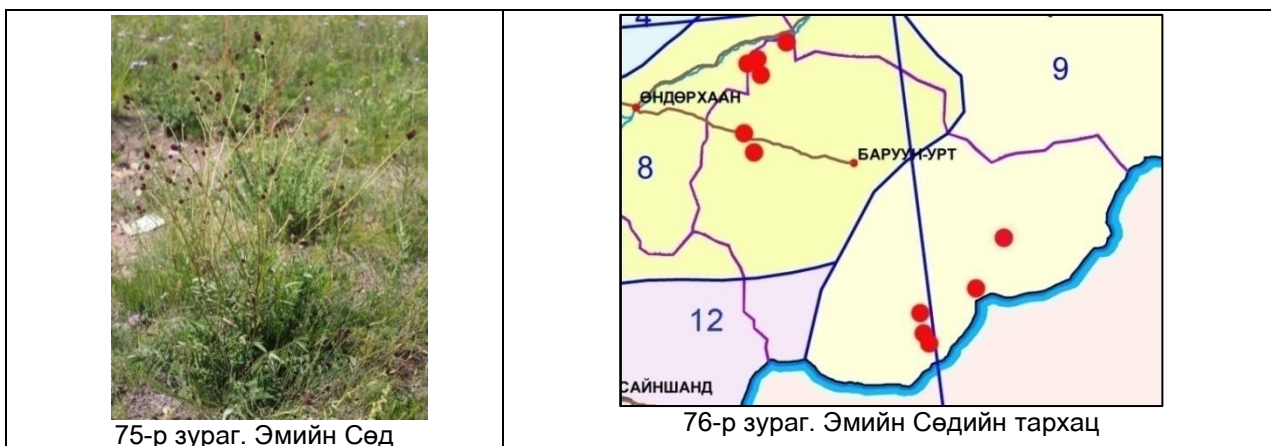 75-р зураг. Эмийн Сөд
4
9
ӨНДӨРХААН
8
БАРУУН-УРТ
12
САЙНШАНД
76-р зураг. Эмийн Сөдийн тархац